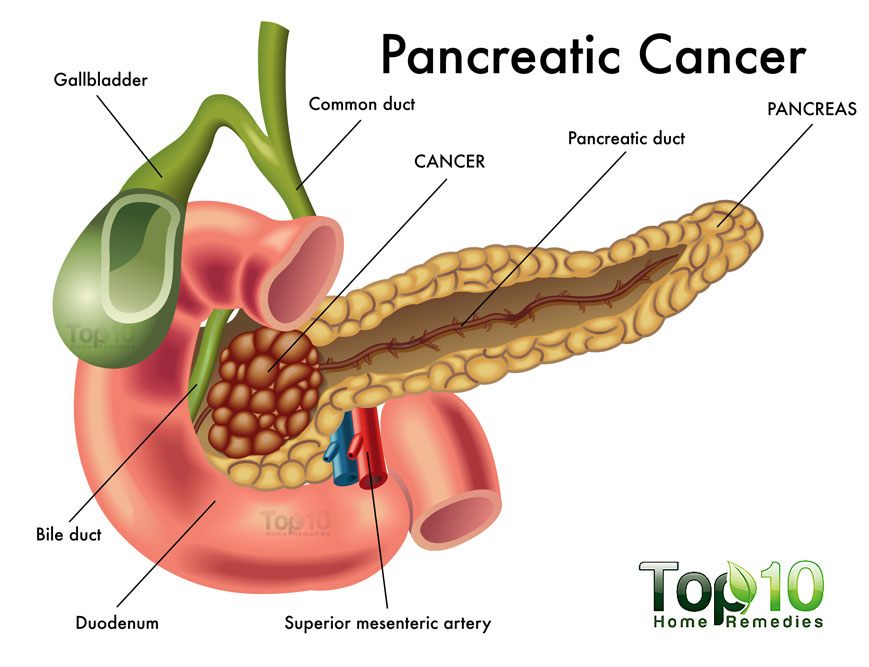 Pancreatic Cancer
Gallbladder
Common duct
PANCREAS
Pancreatic duct
CANCER
Top10
Home Remedies
Top10
Home Remedies
Bile duct
Duodenum
Superior mesenteric artery
Top10
Home Remedies